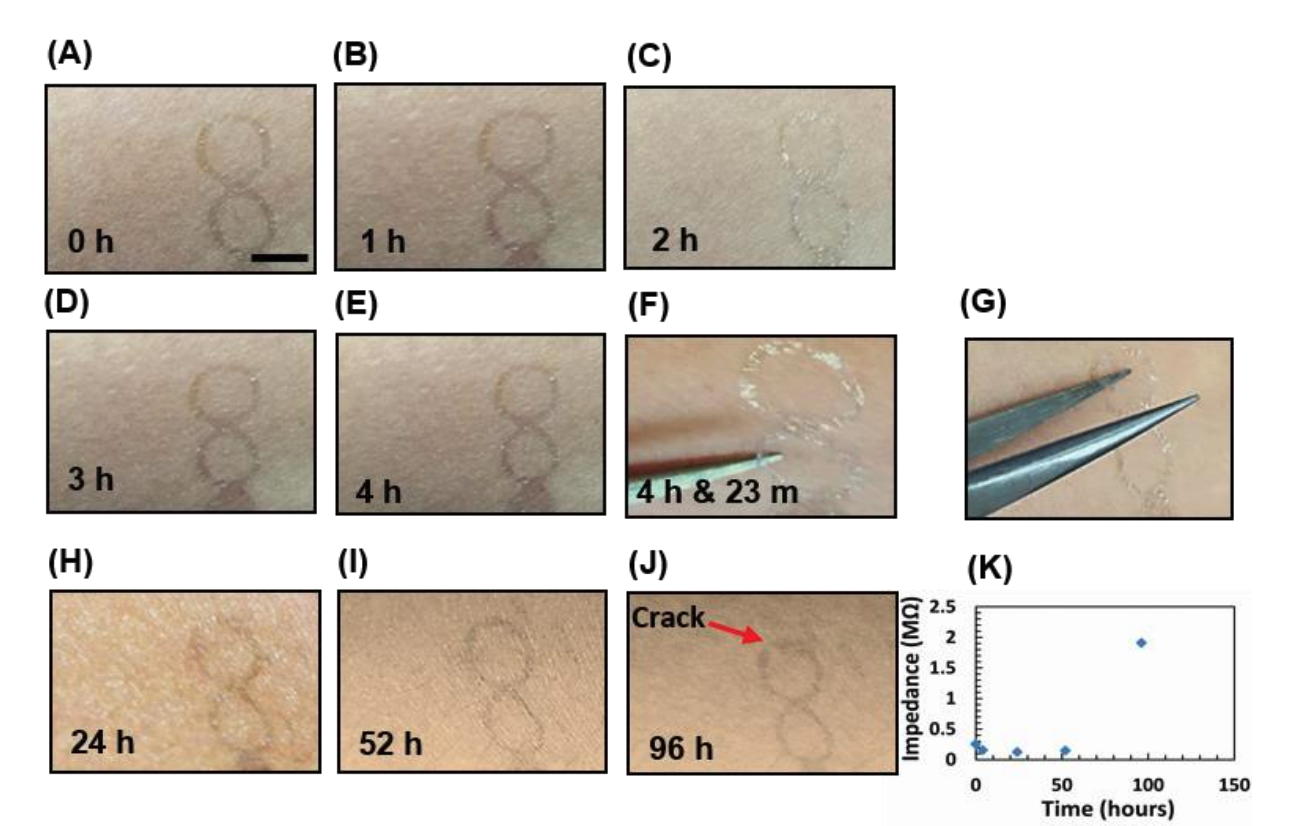 (A)
(B)
(C)
0 h
1 h
2 h
(D)
(E)
(F)
(G)
3 h
4 h
4 h & 23 m
(H)
(I)
(J)
(K)
Crack
24 h
52 h
96 h
Impedance (MΩ)
2.5
2
1.5
1
0.5
0
0 50 100 150
Time (hours)